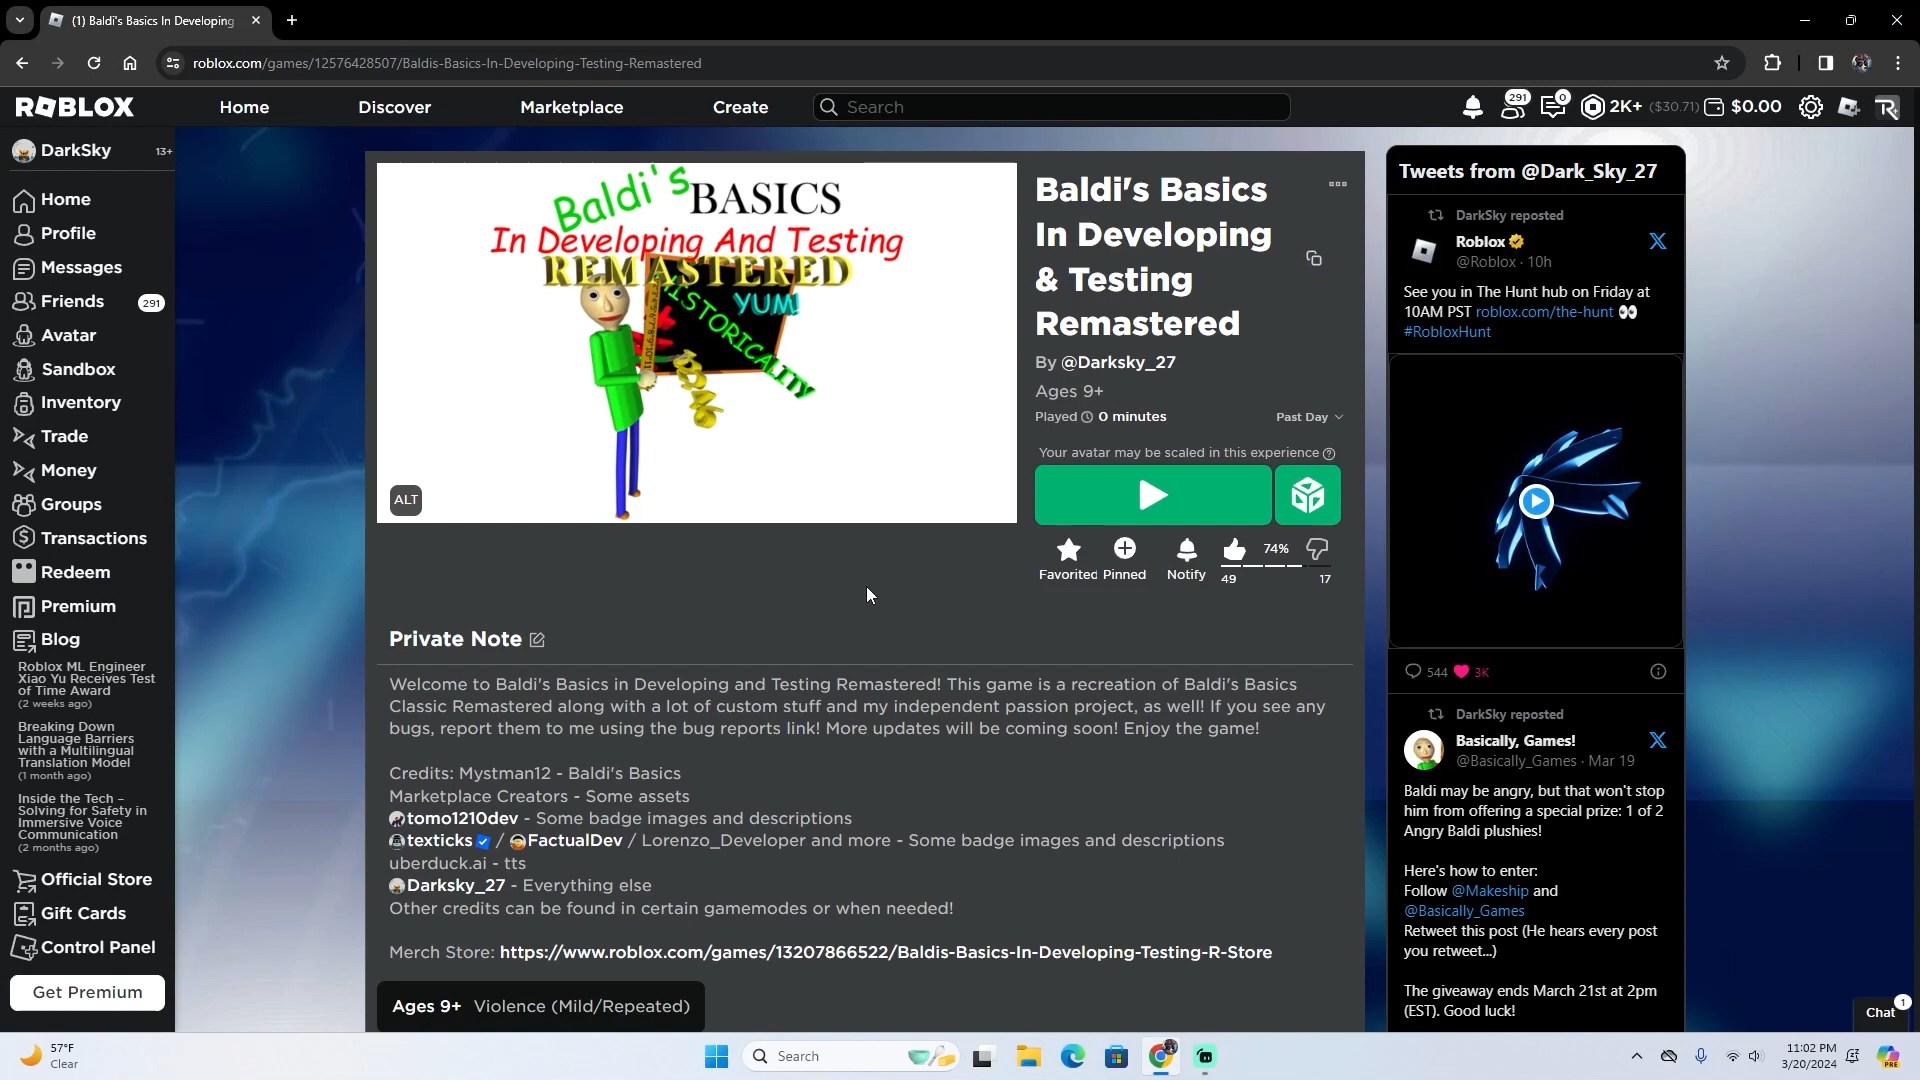 (1) Baldi's Basics In Developing
roblox.com/games/12576428507/Baldis-Basics-In-Developing-Testing-Remastered
ROBLOX
Home
Discover
Marketplace
Create
Search
291
0
2K+
($30.71)
$0.00
DarkSky
13+
Home
Profile
Messages
Friends
291
Avatar
Sandbox
Inventory
Trade
Money
Groups
Transactions
Redeem
Premium
Blog
Roblox ML Engineer
Xiao Yu Receives Test
of Time Award
(2 weeks ago)
Breaking Down
Language Barriers
with a Multilingual
Translation Model
(1 month ago)
Inside the Tech -
Solving for Safety in
Immersive Voice
Communication
(2 months ago)
Official Store
Gift Cards
Control Panel
Get Premium
Baldi's BASICS
In Developing And Testing
REMASTERED
YUM!
HISTORICALITY
ALT
Baldi's Basics
In Developing
& Testing
Remastered
By @Darksky_27
Ages 9+
Played 0 minutes
Past Day
Your avatar may be scaled in this experience
Favorited
Pinned
Notify
74%
49
17
Private Note
Welcome to Baldi's Basics in Developing and Testing Remastered! This game is a recreation of Baldi's Basics
Classic Remastered along with a lot of custom stuff and my independent passion project, as well! If you see any
bugs, report them to me using the bug reports link! More updates will be coming soon! Enjoy the game!
Credits: Mystman12 - Baldi's Basics
Marketplace Creators - Some assets
tomo1210dev - Some badge images and descriptions
texticks / FactualDev / Lorenzo_Developer and more - Some badge images and descriptions
uberduck.ai - tts
Darksky_27 - Everything else
Other credits can be found in certain gamemodes or when needed!
Merch Store: https://www.roblox.com/games/13207866522/Baldis-Basics-In-Developing-Testing-R-Store
Ages 9+ Violence (Mild/Repeated)
Tweets from @Dark_Sky_27
DarkSky reposted
Roblox
@Roblox · 10h
See you in The Hunt hub on Friday at
10AM PST roblox.com/the-hunt 👀
#RobloxHunt
544
3K
DarkSky reposted
Basically, Games!
@Basically_Games · Mar 19
Baldi may be angry, but that won't stop
him from offering a special prize: 1 of 2
Angry Baldi plushies!
Here's how to enter:
Follow @Makeship and
@Basically_Games
Retweet this post (He hears every post
you retweet...)
The giveaway ends March 21st at 2pm
(EST). Good luck!
Chat
1
57°F
Clear
Search
11:02 PM
3/20/2024
PRE